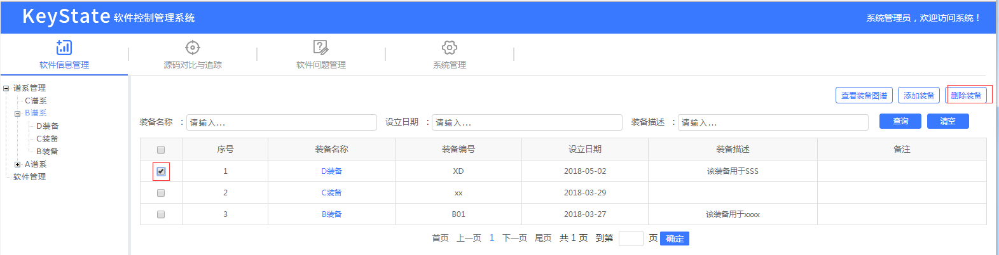 KeyState 软件控制管理系统 系统管理员，欢迎访问系统！
软件信息管理 源码对比与追踪 软件问题管理 系统管理
谱系管理
C谱系
B谱系
D装备
C装备
B装备
A谱系
软件管理
查看装备图谱 添加装备 删除装备
装备名称 : 请输入... 设立日期 : 请输入... 装备描述 : 请输入... 查询 清空
序号 装备名称 装备编号 设立日期 装备描述 备注
1 D装备 XD 2018-05-02 该装备用于SSS
2 C装备 xx 2018-03-29
3 B装备 B01 2018-03-27 该装备用于xxxx
首页 上一页 1 下一页 尾页 共 1 页 到第 页 确定